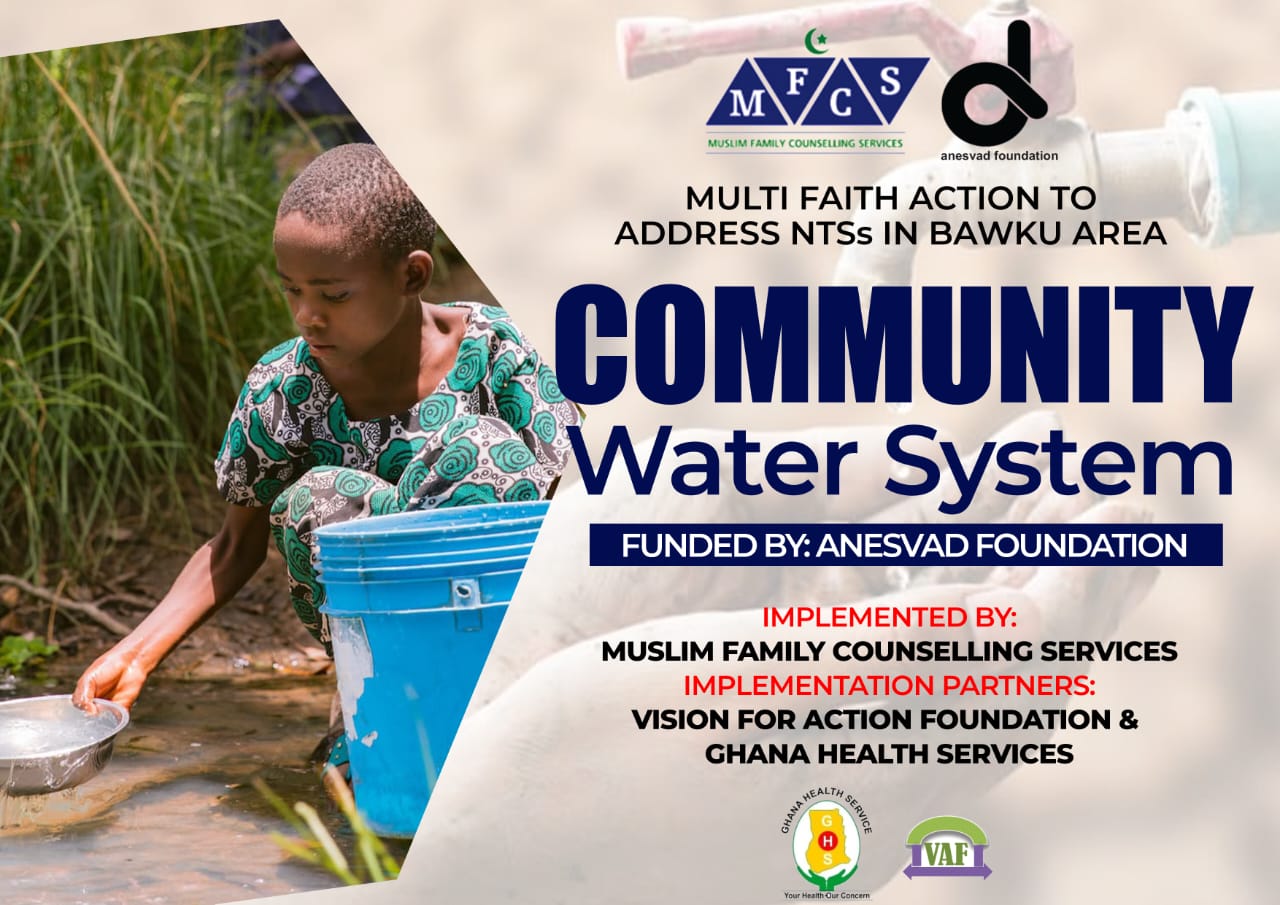 M F C S
MUSLIM FAMILY COUNSELLING SERVICES
anesvad foundation
MULTI FAITH ACTION TO
ADDRESS NTSs IN BAWKU AREA
COMMUNITY
Water System
FUNDED BY: ANESVAD FOUNDATION
IMPLEMENTED BY:
MUSLIM FAMILY COUNSELLING SERVICES
IMPLEMENTATION PARTNERS:
VISION FOR ACTION FOUNDATION &
GHANA HEALTH SERVICES
GHANA HEALTH SERVICE
G
H
S
Your Health-Our Concern
VAF